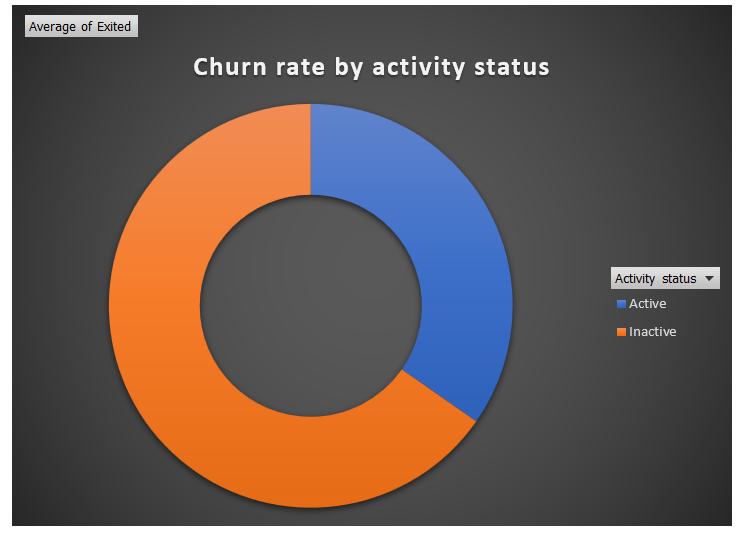 Average of Exited
Churn rate by activity status
Activity status
Active
Inactive